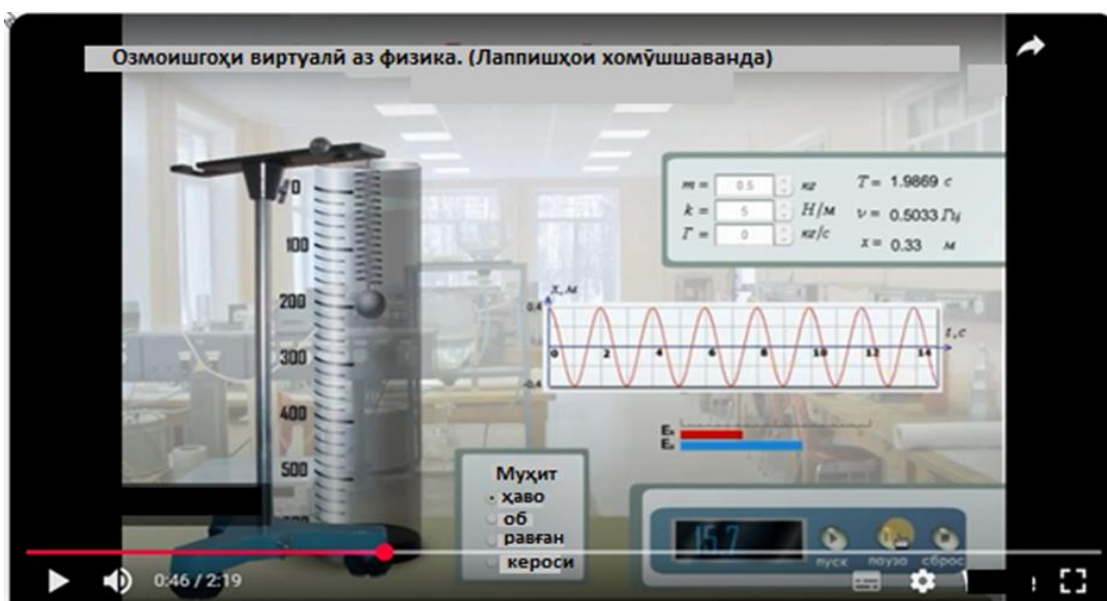 Озмоишгоҳи виртуалӣ аз физика. (Лаппишҳои хомӯшшаванда)
m = 0.5 кг T = 1.9869 с
k = 5 Н/м ν = 0.5033 Гц
Г = 0 кг/с x = 0.33 м
0
100
200
300
400
500
x, м
0,4
0 2 4 6 8 10 12 14 t, с
-0,4
Муҳит
ҳаво
об
равған
кероси
15.7
пуск пауза сброс
0:46 / 2:19